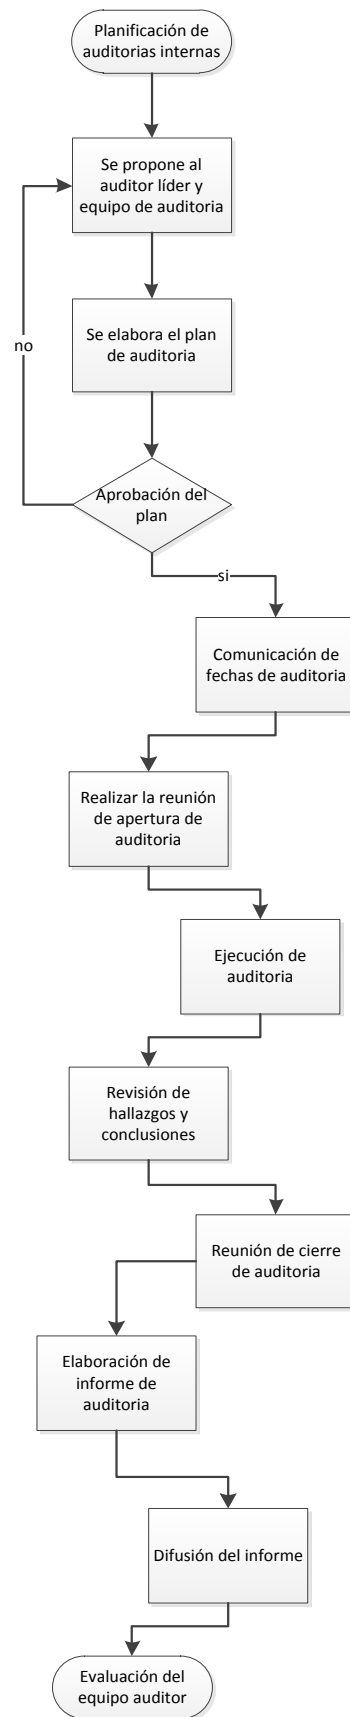 Planificación de
auditorias internas
Se propone al
auditor líder y
equipo de auditoria
Se elabora el plan
de auditoria
no
Aprobación del
plan
si
Comunicación de
fechas de auditoria
Realizar la reunión
de apertura de
auditoria
Ejecución de
auditoria
Revisión de
hallazgos y
conclusiones
Reunión de cierre
de auditoria
Elaboración de
informe de
auditoria
Difusión del informe
Evaluación del
equipo auditor